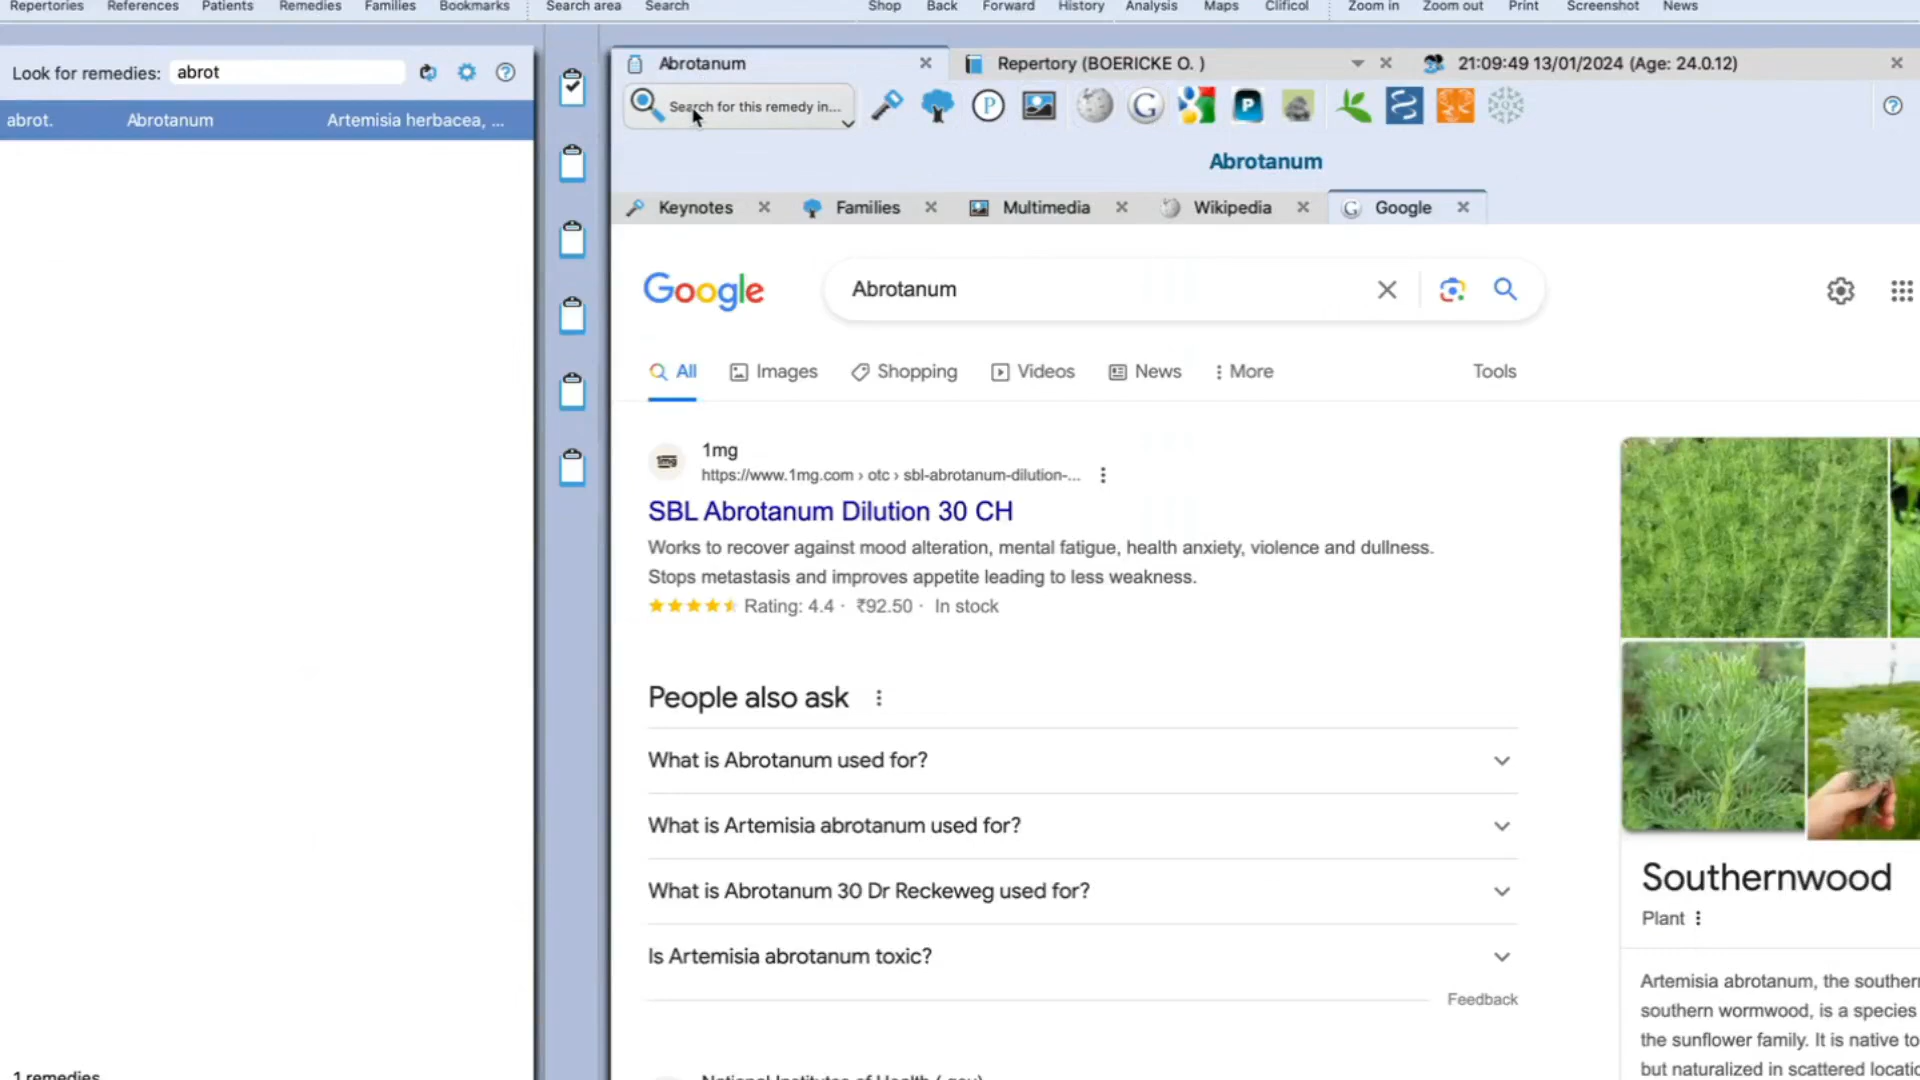 Repertories References Patients Remedies Families Bookmarks Search area Search Shop Back Forward History Analysis Maps Clificol Zoom in Zoom out Print Screenshot News
Look for remedies: abrot
abrot. Abrotanum Artemisia herbacea, ...
1 remedies
Abrotanum Repertory (BOERICKE O. ) 21:09:49 13/01/2024 (Age: 24.0.12)
Search for this remedy in...
Abrotanum
Keynotes Families Multimedia Wikipedia Google
Google Abrotanum
All Images Shopping Videos News More Tools
1mg
https://www.1mg.com › otc › sbl-abrotanum-dilution-...
SBL Abrotanum Dilution 30 CH
Works to recover against mood alteration, mental fatigue, health anxiety, violence and dullness.
Stops metastasis and improves appetite leading to less weakness.
Rating: 4.4 · ₹92.50 · In stock
People also ask
What is Abrotanum used for?
What is Artemisia abrotanum used for?
What is Abrotanum 30 Dr Reckeweg used for?
Is Artemisia abrotanum toxic?
Feedback
National Institutes of Health (.gov)
Southernwood
Plant
Artemisia abrotanum, the southern
southern wormwood, is a species
the sunflower family. It is native to
but naturalized in scattered locatio